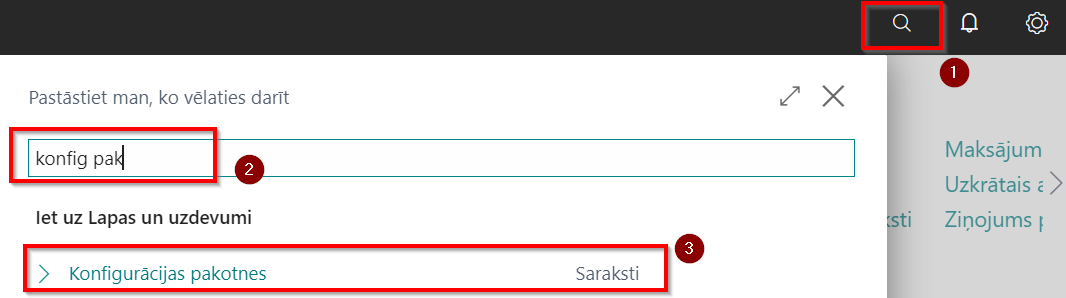 1
Pastāstiet man, ko vēlaties darīt
konfig pak
2
Maksājum
Uzkrātais a
ksti Ziņojums p
Iet uz Lapas un uzdevumi
3
Konfigurācijas pakotnes Saraksti